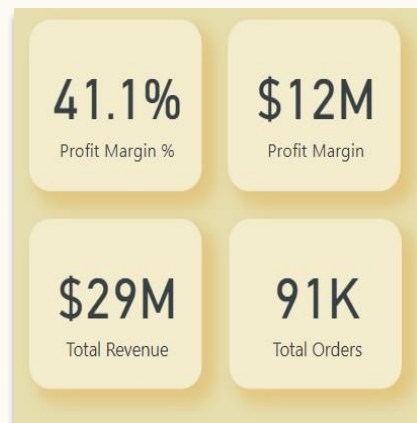 41.1%
Profit Margin %
$12M
Profit Margin
$29M
Total Revenue
91K
Total Orders